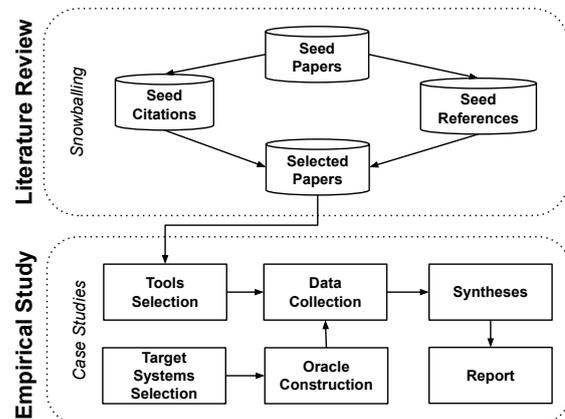 Literature Review
Snowballing
Seed
Papers
Seed
Citations
Seed
References
Selected
Papers
Empirical Study
Case Studies
Tools
Selection
Data
Collection
Syntheses
Target
Systems
Selection
Oracle
Construction
Report